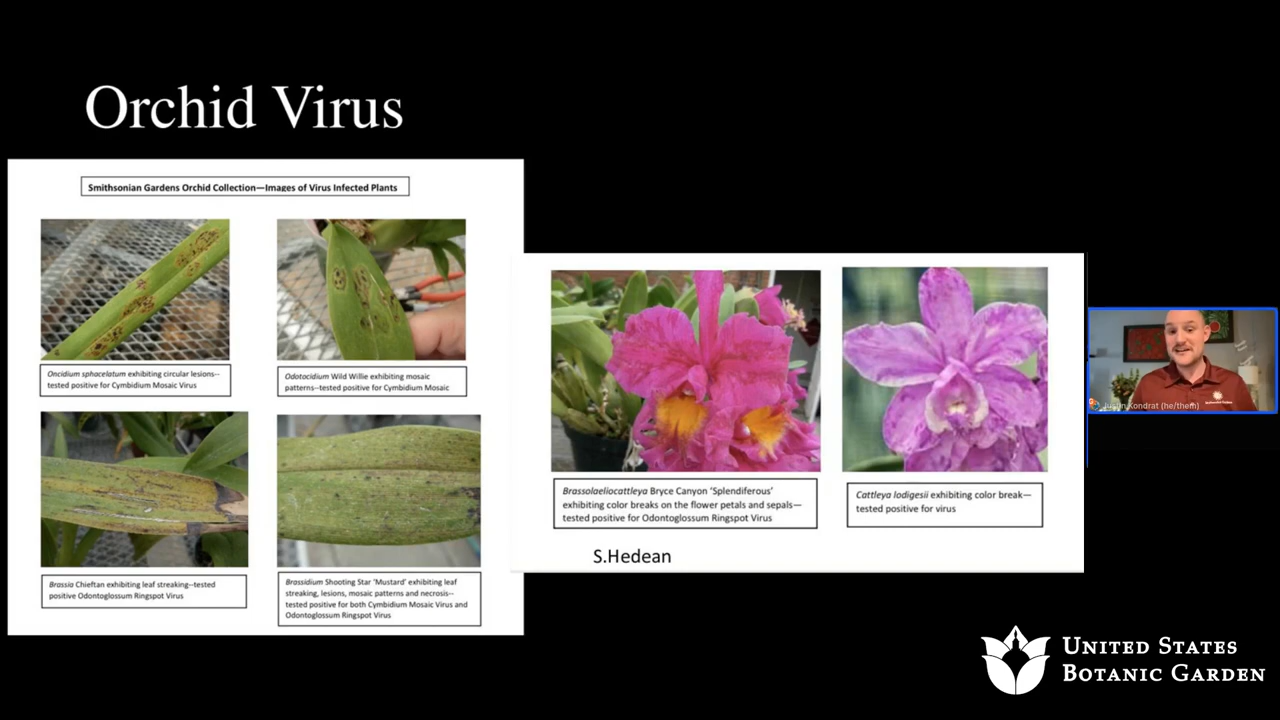 Orchid Virus
Smithsonian Gardens Orchid Collection—Images of Virus Infected Plants
Oncidium sphacelatum exhibiting circular lesions--
tested positive for Cymbidium Mosaic Virus
Odotocidium Wild Willie exhibiting mosaic
patterns--tested positive for Cymbidium Mosaic
Brassia Chieftan exhibiting leaf streaking--tested
positive Odontoglossum Ringspot Virus
Brassidium Shooting Star 'Mustard' exhibiting leaf
streaking, lesions, mosaic patterns and necrosis--
tested positive for both Cymbidium Mosaic Virus and
Odontoglossum Ringspot Virus
Brassolaeliocattleya Bryce Canyon 'Splendiferous'
exhibiting color breaks on the flower petals and sepals—
tested positive for Odontoglossum Ringspot Virus
Cattleya lodigesii exhibiting color break—
tested positive for virus
S.Hedean
Justin Kondrat (he/them)
UNITED STATES
BOTANIC GARDEN